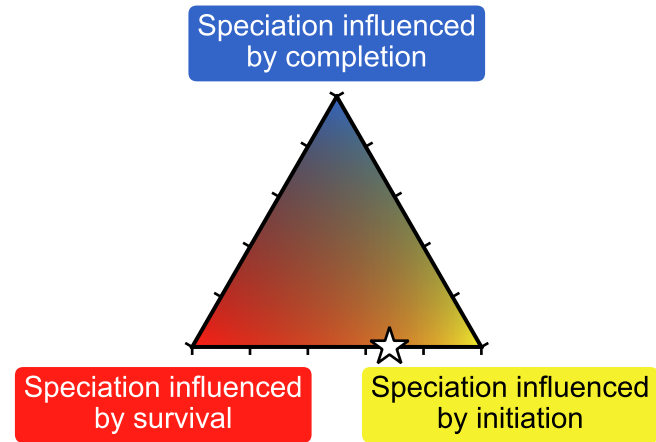 Speciation influenced
by completion
Speciation influenced
by survival
Speciation influenced
by initiation